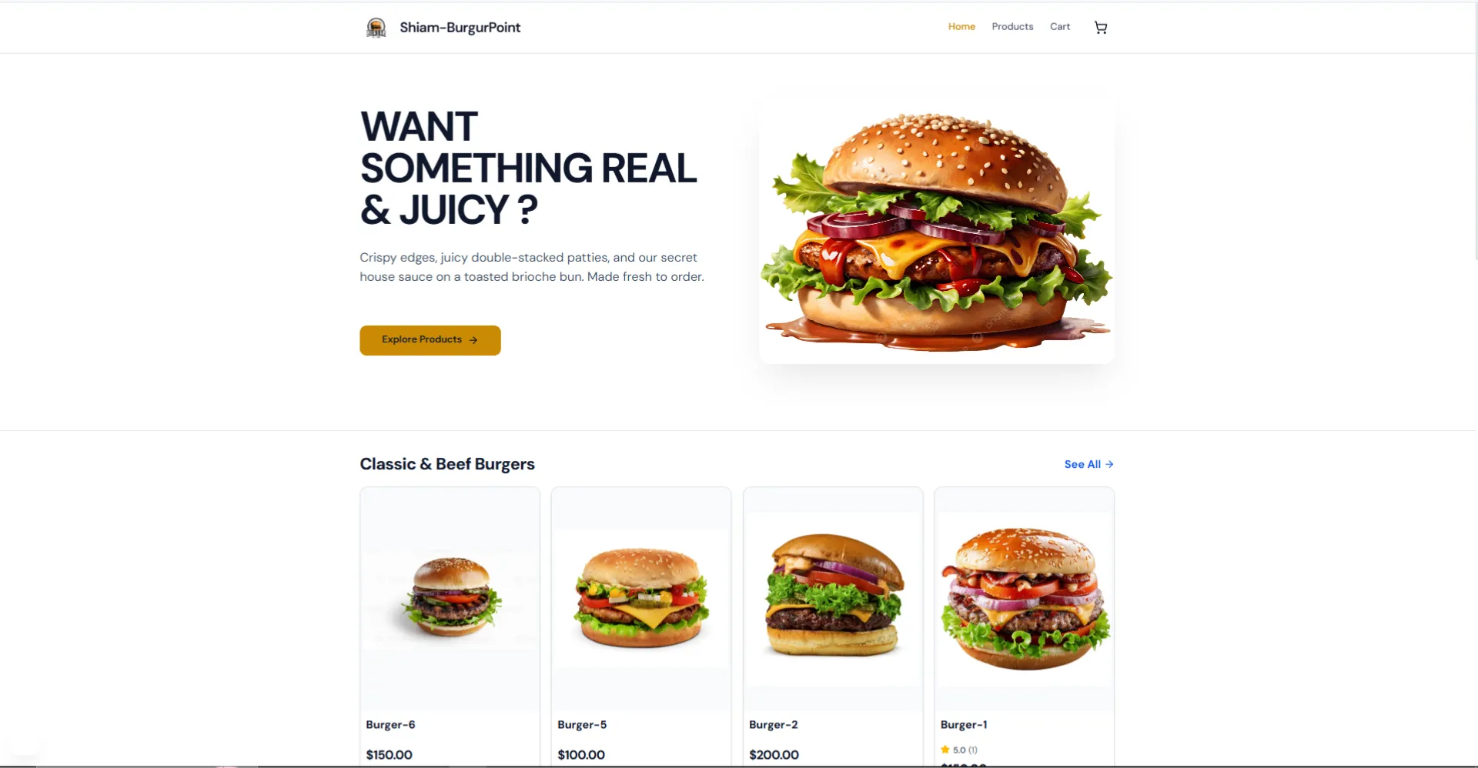 Shiam-BurgurPoint
Home Products Cart
WANT
SOMETHING REAL
& JUICY ?
Crispy edges, juicy double-stacked patties, and our secret
house sauce on a toasted brioche bun. Made fresh to order.
Explore Products →
Classic & Beef Burgers
See All →
Burger-6
$150.00
Burger-5
$100.00
Burger-2
$200.00
Burger-1
5.0 (1)